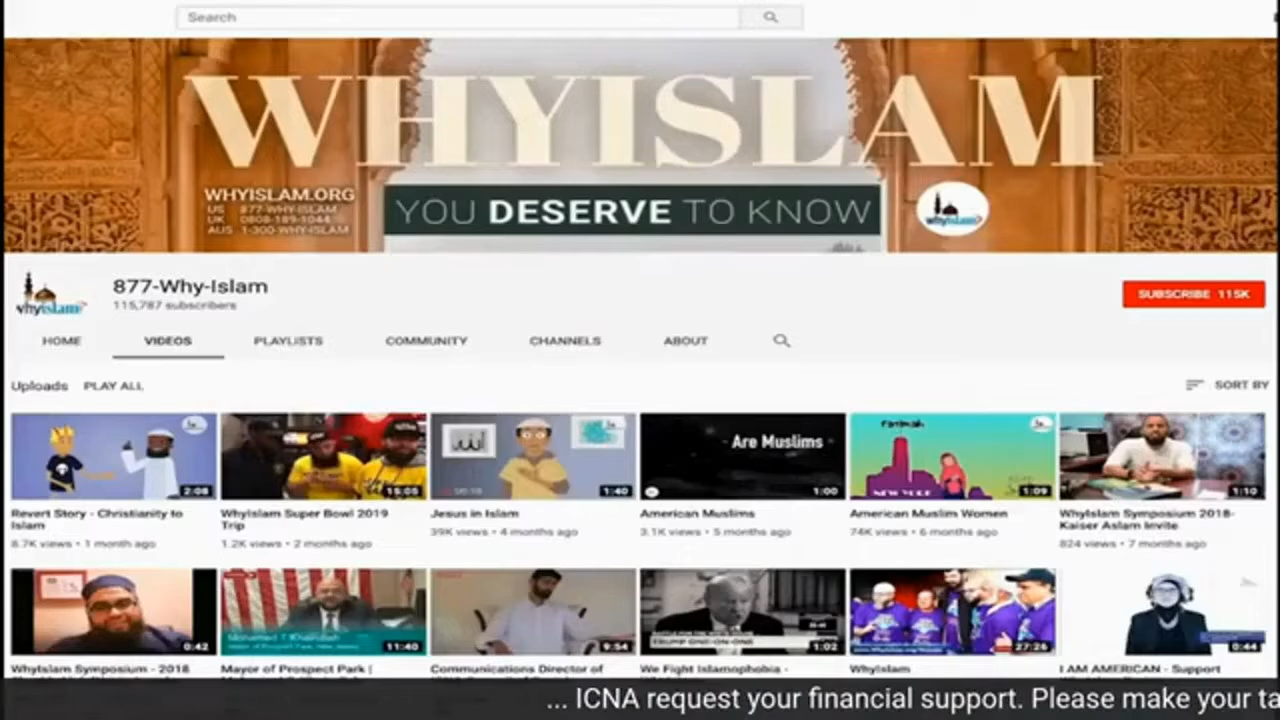 Search
WHYISLAM
WHYISLAM.ORG
US 877-WHY-ISLAM
UK 0808-189-1044
AUS 1-300-WHY-ISLAM
YOU DESERVE TO KNOW
whyislam
877-Why-Islam
115,787 subscribers
whyislam
SUBSCRIBE 115K
HOME VIDEOS PLAYLISTS COMMUNITY CHANNELS ABOUT
Uploads PLAY ALL
SORT BY
2:08
15:05
1:40
Are Muslims
1:00
Fatimah
NEW YORK
1:09
1:10
Revert Story - Christianity to
Islam
8.7K views • 1 month ago
WhyIslam Super Bowl 2019
Trip
1.2K views • 2 months ago
Jesus in Islam
39K views • 4 months ago
American Muslims
3.1K views • 5 months ago
American Muslim Women
74K views • 6 months ago
WhyIslam Symposium 2018-
Kaiser Aslam Invite
824 views • 7 months ago
0:42
11:40
9:54
1:02
27:26
0:44
WhyIslam Symposium - 2018
Mayor of Prospect Park |
Communications Director of
We Fight Islamophobia -
WhyIslam
I AM AMERICAN - Support
... ICNA request your financial support. Please make your ta